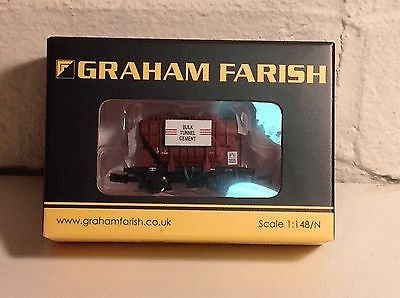 GRAHAM FARISH
BULK
TUNNEL
CEMENT
www.grahamfarish.co.uk
Scale 1:148/N